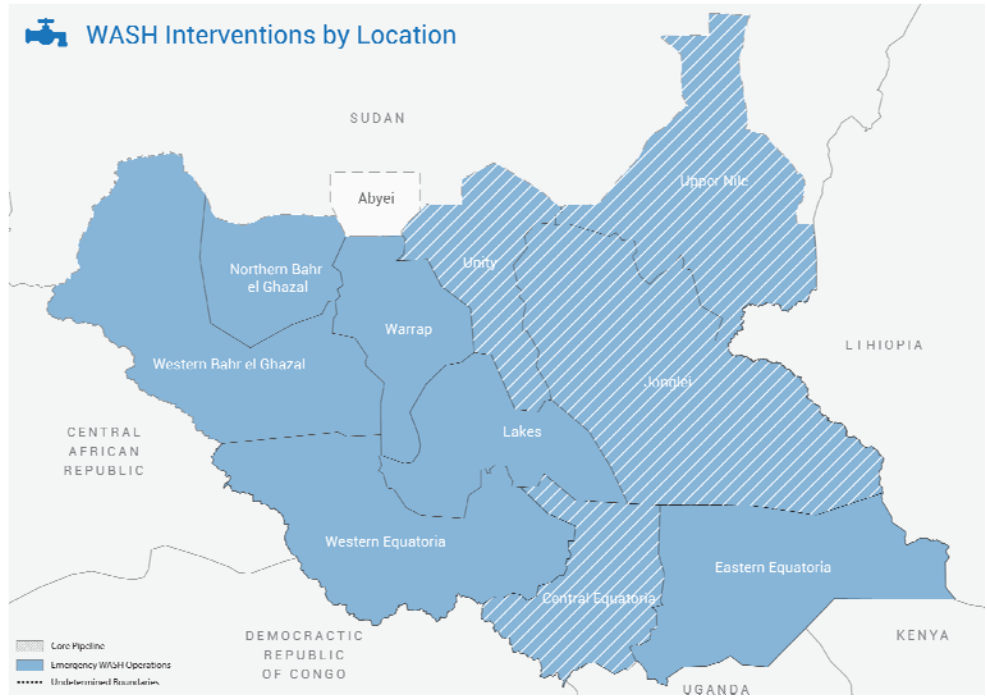 WASH Interventions by Location
SUDAN
Abyei
Upper Nile
Unity
Northern Bahr
el Ghazal
Warrap
ETHIOPIA
Western Bahr el Ghazal
Jonglei
CENTRAL
AFRICAN
REPUBLIC
Lakes
Western Equatoria
Eastern Equatoria
Central Equatoria
DEMOCRACTIC
REPUBLIC
OF CONGO
KENYA
UGANDA
Core Pipeline
Emergency WASH Operations
Undetermined Boundaries